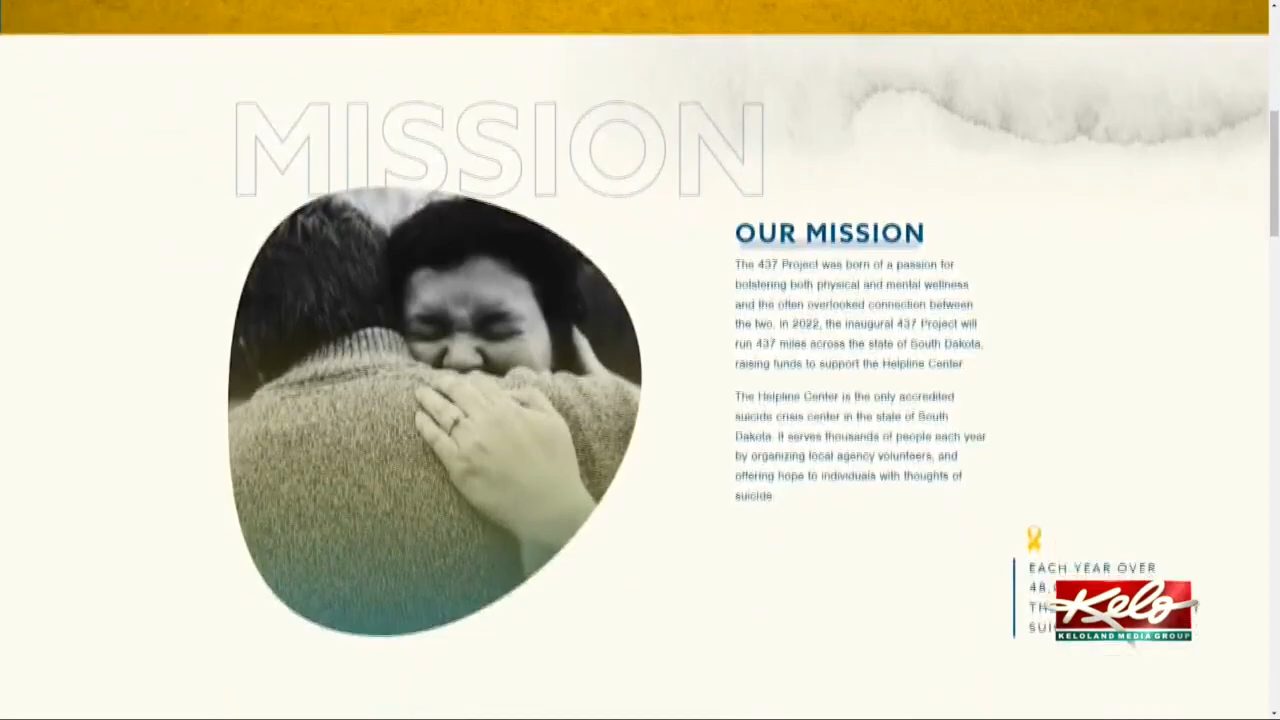 MISSION
OUR MISSION
The 437 Project was born of a passion for
bolstering both physical and mental wellness
and the often overlooked connection between
the two. In 2022, the inaugural 437 Project will
run 437 miles across the state of South Dakota,
raising funds to support the Helpline Center
The Helpline Center is the only accredited
suicide crisis center in the state of South
Dakota. It serves thousands of people each year
by organizing local agency volunteers, and
offering hope to individuals with thoughts of
suicide
EACH YEAR OVER
48,
Kelo
KELOLAND MEDIA GROUP